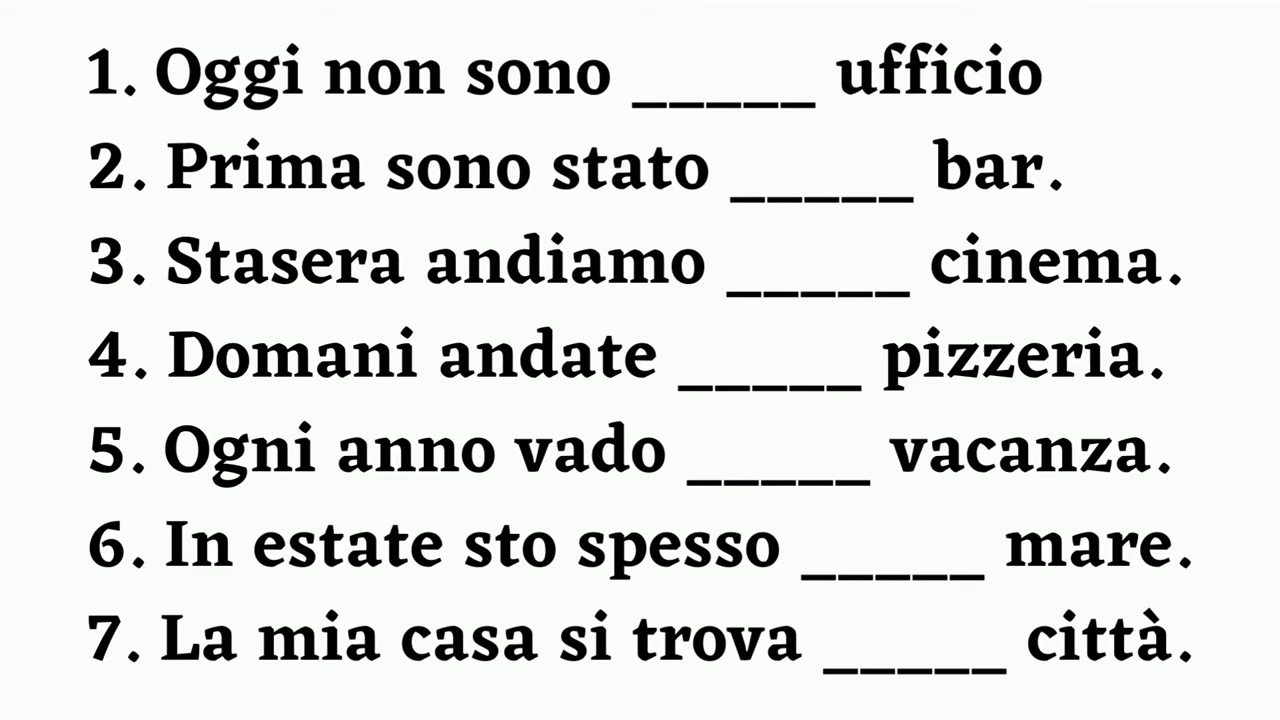 1. Oggi non sono _____ ufficio
2. Prima sono stato _____ bar.
3. Stasera andiamo _____ cinema.
4. Domani andate _____ pizzeria.
5. Ogni anno vado _____ vacanza.
6. In estate sto spesso _____ mare.
7. La mia casa si trova _____ città.